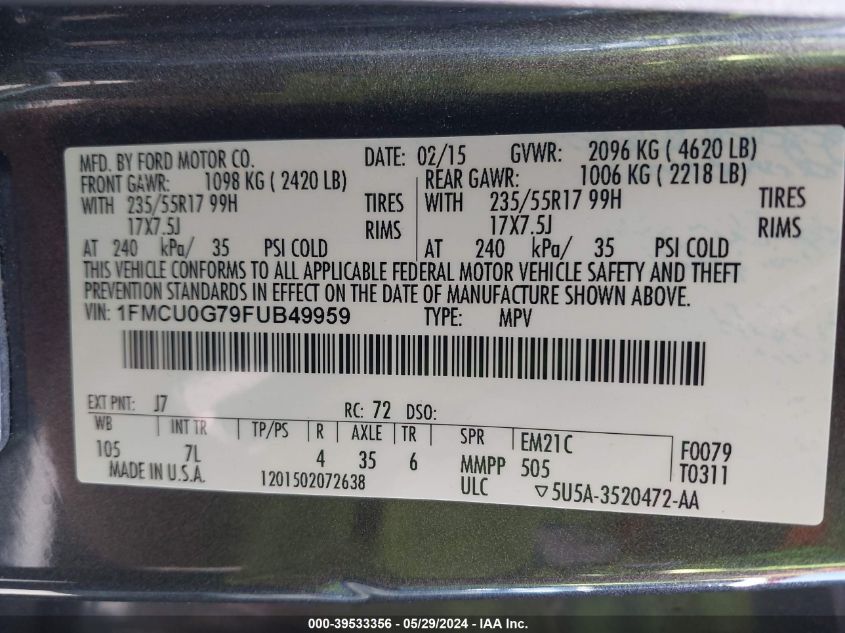 MFD. BY FORD MOTOR CO. DATE: 02/15 GVWR: 2096 KG ( 4620 LB)
FRONT GAWR: 1098 KG ( 2420 LB) REAR GAWR: 1006 KG ( 2218 LB)
WITH 235/55R17 99H TIRES WITH 235/55R17 99H TIRES
17X7.5J RIMS 17X7.5J RIMS
AT 240 kPa/ 35 PSI COLD AT 240 kPa/ 35 PSI COLD
THIS VEHICLE CONFORMS TO ALL APPLICABLE FEDERAL MOTOR VEHICLE SAFETY AND THEFT
PREVENTION STANDARDS IN EFFECT ON THE DATE OF MANUFACTURE SHOWN ABOVE.
VIN: 1FMCU0G79FUB49959 TYPE: MPV
EXT PNT: J7 RC: 72 DSO:
WB INT TR TP/PS R AXLE TR SPR EM21C F0079
105 7L 4 35 6 MMPP 505 T0311
MADE IN U.S.A. 1201502072638 ULC ▽5U5A-3520472-AA
000-39533356 - 05/29/2024 - IAA Inc.